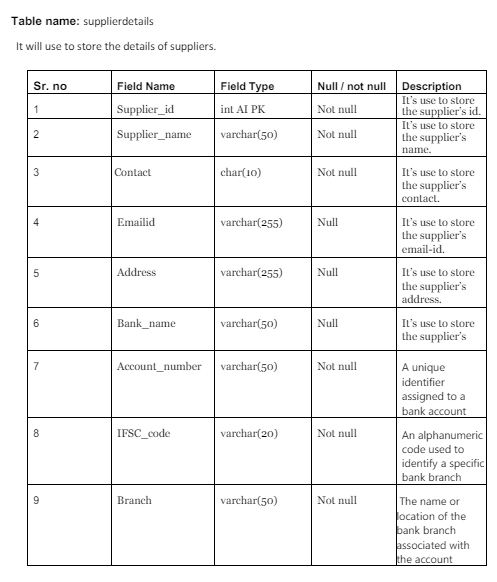 Table name: supplierdetails
It will use to store the details of suppliers.
Sr. no Field Name Field Type Null / not null Description
1 Supplier_id int AI PK Not null It's use to store
the supplier's id.
2 Supplier_name varchar(50) Not null It's use to store
the supplier's
name.
3 Contact char(10) Not null It's use to store
the supplier's
contact.
4 Emailid varchar(255) Null It's use to store
the supplier's
email-id.
5 Address varchar(255) Null It's use to store
the supplier's
address.
6 Bank_name varchar(50) Null It's use to store
the supplier's
7 Account_number varchar(50) Not null A unique
identifier
assigned to a
bank account
8 IFSC_code varchar(20) Not null An alphanumeric
code used to
identify a specific
bank branch
9 Branch varchar(50) Not null The name or
location of the
bank branch
associated with
the account